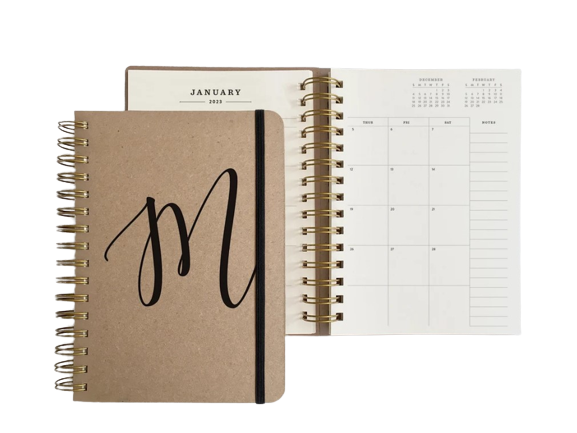 JANUARY
2023
DECEMBER
FEBRUARY
S M T W T F S
S M T W T F S
THUR FRI SAT NOTES
5 6 7
12 13 14
19 20 21
26 27 28
M